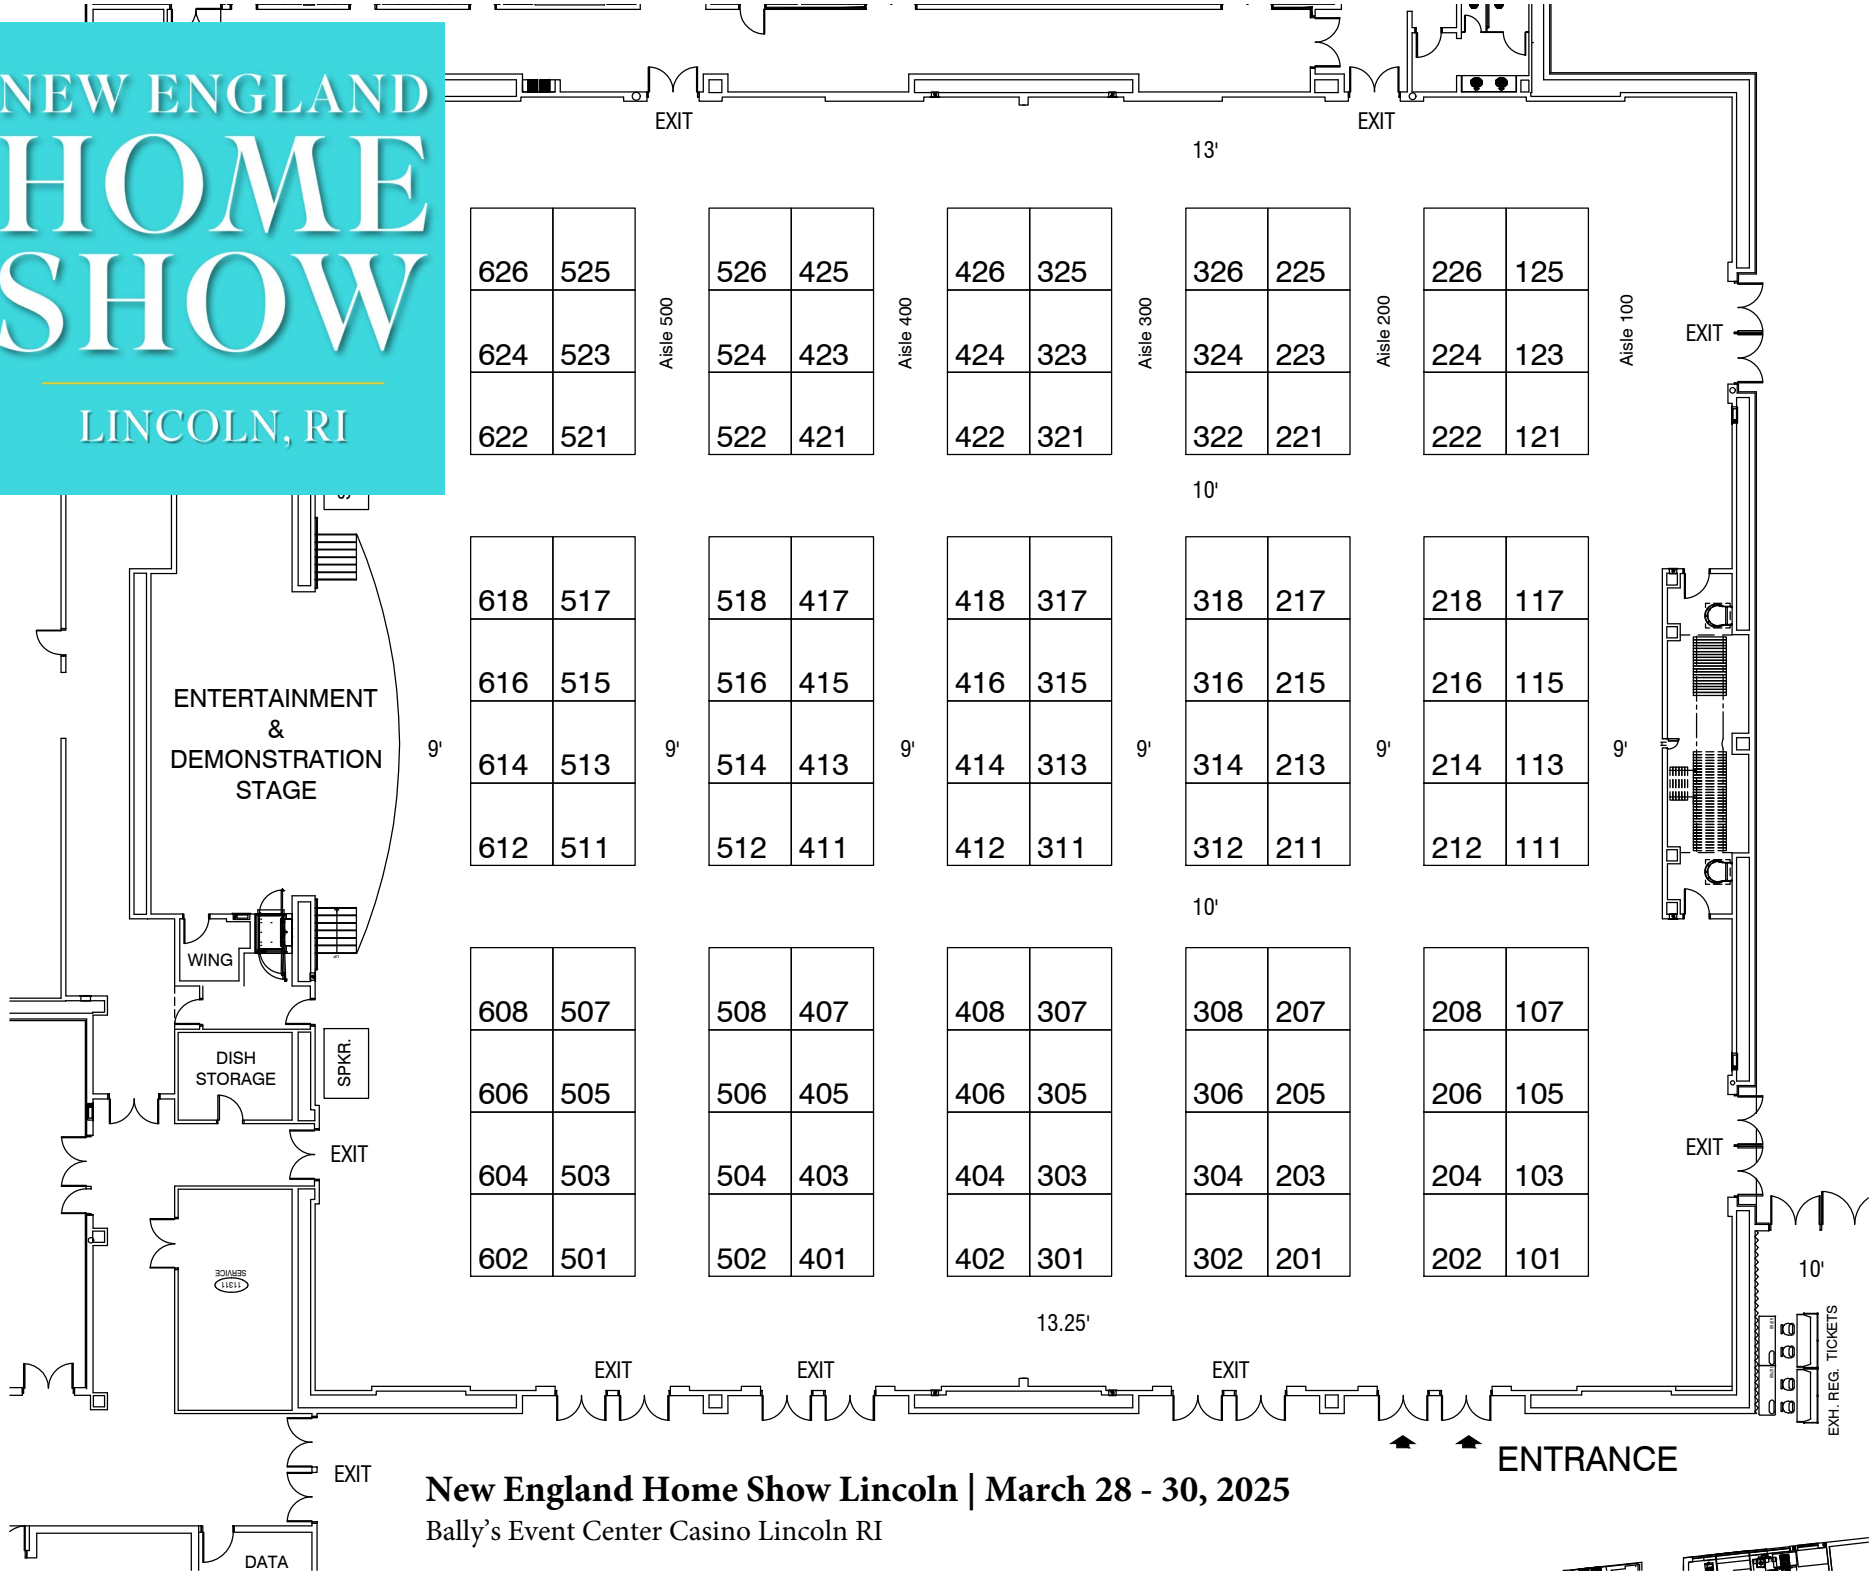 NEW ENGLAND
HOME
SHOW
LINCOLN, RI
EXIT
EXIT
13'
626 525 526 425 426 325 326 225 226 125
Aisle 500
Aisle 400
Aisle 300
Aisle 200
Aisle 100
EXIT
624 523 524 423 424 323 324 223 224 123
622 521 522 421 422 321 322 221 222 121
10'
618 517 518 417 418 317 318 217 218 117
616 515 516 415 416 315 316 215 216 115
ENTERTAINMENT
&
DEMONSTRATION
STAGE
9' 9' 9' 9' 9' 9'
614 513 514 413 414 313 314 213 214 113
612 511 512 411 412 311 312 211 212 111
10'
WING
608 507 508 407 408 307 308 207 208 107
DISH
STORAGE
SPKR.
606 505 506 405 406 305 306 205 206 105
EXIT
EXIT
604 503 504 403 404 303 304 203 204 103
602 501 502 401 402 301 302 201 202 101
SERVICE
11311
10'
13.25'
EXH. REG. TICKETS
EXIT
EXIT
EXIT
ENTRANCE
EXIT
New England Home Show Lincoln | March 28 - 30, 2025
Bally's Event Center Casino Lincoln RI
DATA